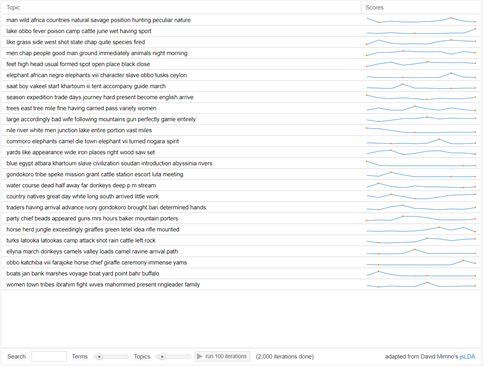 Topic Scores
man wild africa countries natural savage position hunting peculiar nature
lake obbo fever poison camp cattle june wet having sport
like grass side west shot state chap quite species fired
men chap people good man ground immediately animals night morning
feet high head usual formed spot open place black close
elephant african negro elephants viii character slave obbo tusks ceylon
saat boy vakeel start khartoum iii tent accompany guide march
season expedition trade days journey hard present become english arrive
trees east tree mile fine having carried pass variety women
large accordingly bad wife following mountains gun perfectly game entirely
nile river white men junction lake entire portion vast miles
commoro elephants camel die town elephant vi turned nogara spirit
yards like appearance wide iron places right wood saw set
blue egypt atbara khartoum slave civilization soudan introduction abyssinia rivers
gondokoro tribe speke mission grant cattle station escort luta meeting
water course dead half away far donkeys deep p.m stream
country natives great day white long south arrived little work
traders having arrival advance ivory gondokoro brought bari determined hands
party chief beads appeared guns mrs hours baker mountain porters
horse herd jungle exceedingly giraffes green tetel idea rifle mounted
turks latooka latookas camp attack shot rain cattle left rock
ellyria march donkeys camels valley loads camel ravine arrival path
obbo katchiba viii farajoke horse chief giraffe ceremony immense yams
boats jan bank marshes voyage boat yard point bahr buffalo
women town tribes ibrahim fight wives mahommed present ringleader family
Search Terms Topics run 100 iterations (2,000 iterations done) adapted from David Mimno's jsLDA